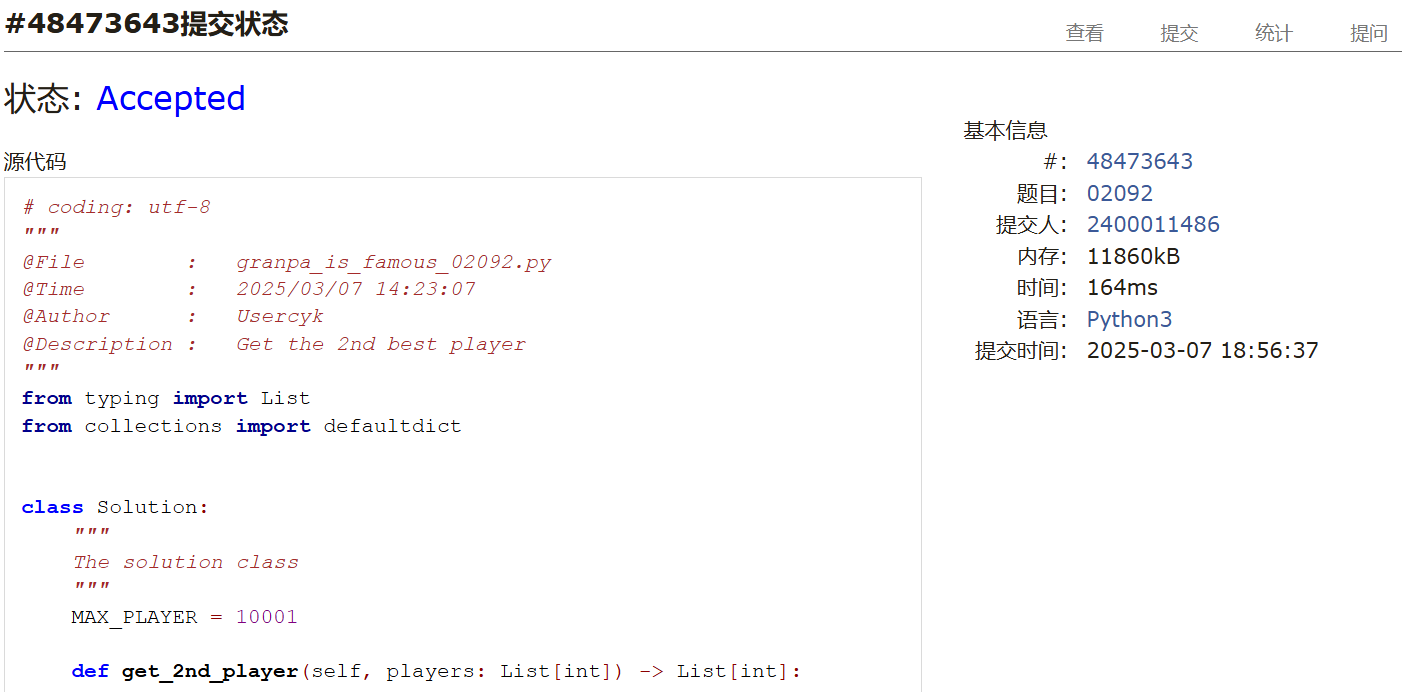 #48473643提交状态
查看 提交 统计 提问
状态: Accepted
源代码
# coding: utf-8
"""
@File : granpa_is_famous_02092.py
@Time : 2025/03/07 14:23:07
@Author : Usercyk
@Description : Get the 2nd best player
"""
from typing import List
from collections import defaultdict
class Solution:
"""
The solution class
"""
MAX_PLAYER = 10001
def get_2nd_player(self, players: List[int]) -> List[int]:
基本信息
#: 48473643
题目: 02092
提交人: 2400011486
内存: 11860kB
时间: 164ms
语言: Python3
提交时间: 2025-03-07 18:56:37